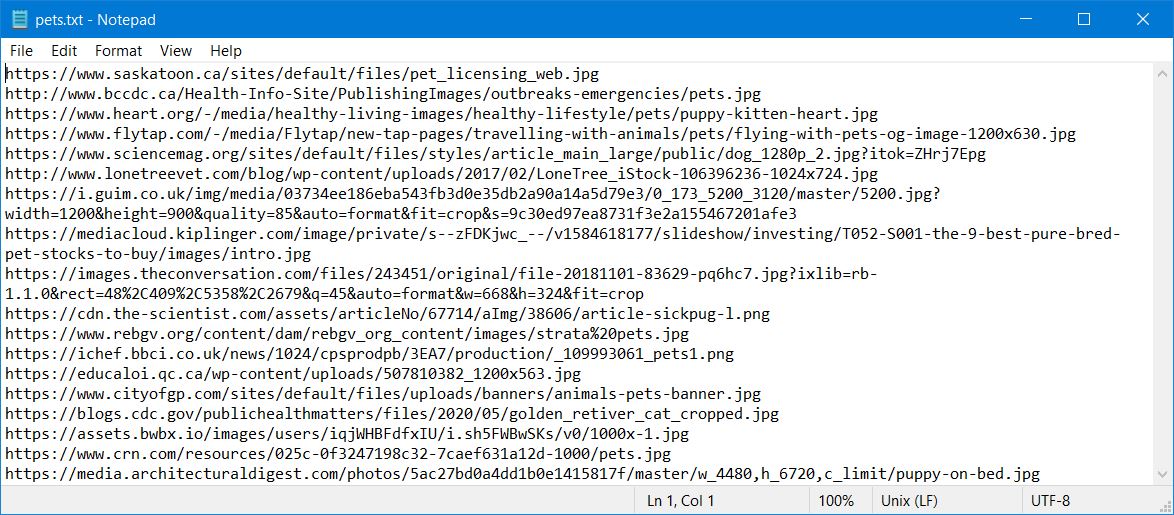 pets.txt - Notepad
File Edit Format View Help
https://www.saskatoon.ca/sites/default/files/pet_licensing_web.jpg
http://www.bccdc.ca/Health-Info-Site/PublishingImages/outbreaks-emergencies/pets.jpg
https://www.heart.org/-/media/healthy-living-images/healthy-lifestyle/pets/puppy-kitten-heart.jpg
https://www.flytap.com/-/media/Flytap/new-tap-pages/travelling-with-animals/pets/flying-with-pets-og-image-1200x630.jpg
https://www.sciencemag.org/sites/default/files/styles/article_main_large/public/dog_1280p_2.jpg?itok=ZHrj7Epg
http://www.lonetreevet.com/blog/wp-content/uploads/2017/02/LoneTree_iStock-106396236-1024x724.jpg
https://i.guim.co.uk/img/media/03734ee186eba543fb3d0e35db2a90a14a5d79e3/0_173_5200_3120/master/5200.jpg?
width=1200&height=900&quality=85&auto=format&fit=crop&s=9c30ed97ea8731f3e2a155467201afe3
https://mediacloud.kiplinger.com/image/private/s--zFDKjwc_--/v1584618177/slideshow/investing/T052-S001-the-9-best-pure-bred-
pet-stocks-to-buy/images/intro.jpg
https://images.theconversation.com/files/243451/original/file-20181101-83629-pq6hc7.jpg?ixlib=rb-
1.1.0&rect=48%2C409%2C5358%2C2679&q=45&auto=format&w=668&h=324&fit=crop
https://cdn.the-scientist.com/assets/articleNo/67714/aImg/38606/article-sickpug-l.png
https://www.rebgv.org/content/dam/rebgv_org_content/images/strata%20pets.jpg
https://ichef.bbci.co.uk/news/1024/cpsprodpb/3EA7/production/_109993061_pets1.png
https://educaloi.qc.ca/wp-content/uploads/507810382_1200x563.jpg
https://www.cityofgp.com/sites/default/files/uploads/banners/animals-pets-banner.jpg
https://blogs.cdc.gov/publichealthmatters/files/2020/05/golden_retiver_cat_cropped.jpg
https://assets.bwbx.io/images/users/iqjWHBFdfxIU/i.sh5FWBwSKs/v0/1000x-1.jpg
https://www.crn.com/resources/025c-0f3247198c32-7caef631a12d-1000/pets.jpg
https://media.architecturaldigest.com/photos/5ac27bd0a4dd1b0e1415817f/master/w_4480,h_6720,c_limit/puppy-on-bed.jpg
Ln 1, Col 1 100% Unix (LF) UTF-8